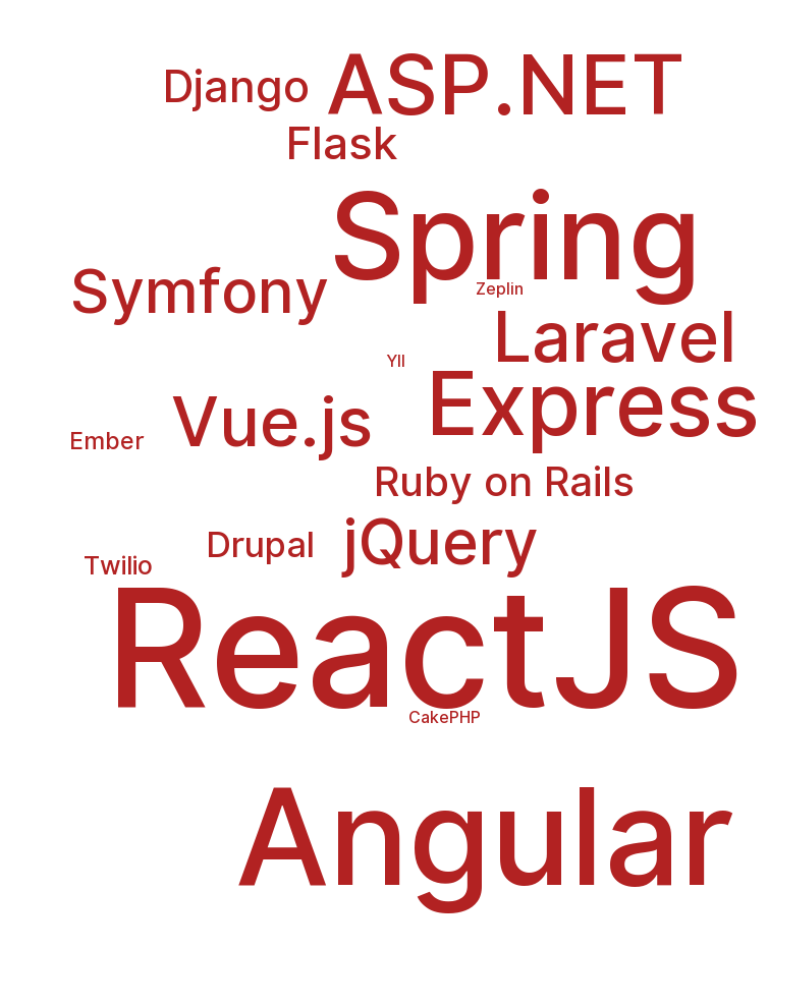 Django
ASP.NET
Flask
Spring
Symfony
Zeplin
Laravel
YII
Express
Vue.js
Ember
Ruby on Rails
jQuery
Drupal
Twilio
ReactJS
CakePHP
Angular